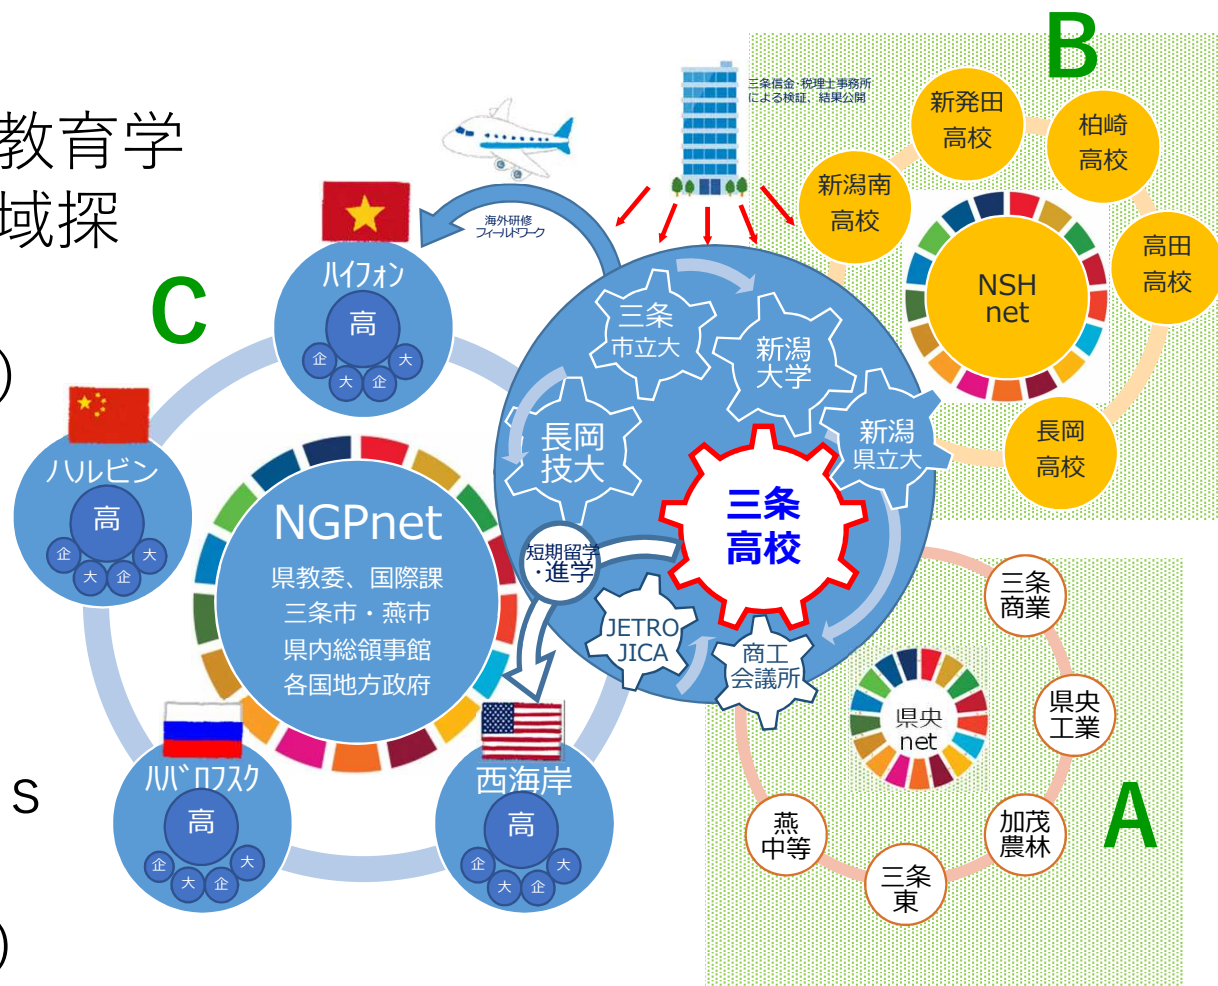 教育学
域探
)
s
)
C
B
A
三条信金・税理士事務所
による検証、結果公開
海外研修
フィールドワーク
ハイフォン
高
企
大
企
大
ハルビン
高
企
大
企
大
ハバロフスク
高
企
大
企
大
西海岸
高
企
大
企
大
NGPnet
県教委、国際課
三条市・燕市
県内総領事館
各国地方政府
三条
市立大
新潟
大学
長岡
技大
新潟
県立大
三条
高校
短期留学
・進学
JETRO
JICA
商工
会議所
新発田
高校
柏崎
高校
新潟南
高校
高田
高校
長岡
高校
NSH
net
三条
商業
県央
工業
加茂
農林
三条
東
燕
中等
県央
net